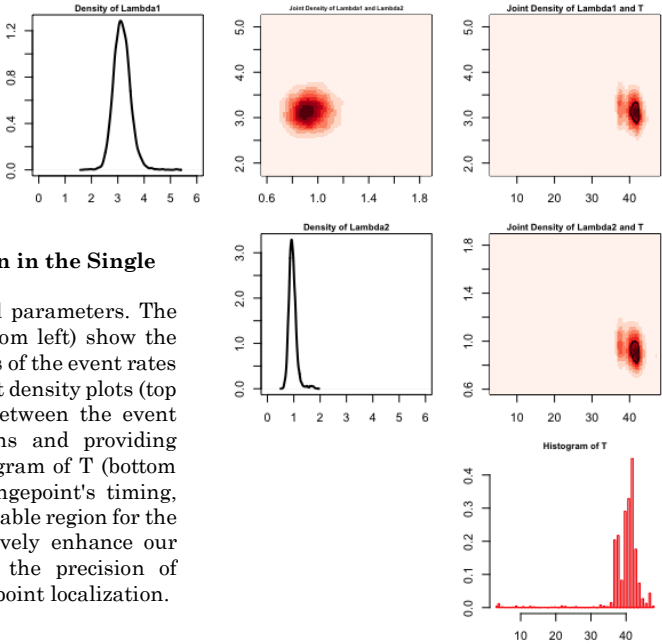 Density of Lambda1
0.0 0.4 0.8 1.2
0 1 2 3 4 5 6
Joint Density of Lambda1 and Lambda2
2.0 3.0 4.0 5.0
0.6 1.0 1.4 1.8
Joint Density of Lambda1 and T
2.0 3.0 4.0 5.0
10 20 30 40
Density of Lambda2
0.0 1.0 2.0 3.0
0 1 2 3 4 5 6
Joint Density of Lambda2 and T
0.6 1.0 1.4 1.8
10 20 30 40
Histogram of T
0.0 0.1 0.2 0.3 0.4
10 20 30 40
n in the Single
parameters. The
om left) show the
s of the event rates
t density plots (top
etween the event
ns and providing
gram of T (bottom
ngepoint's timing,
able region for the
vely enhance our
the precision of
point localization.